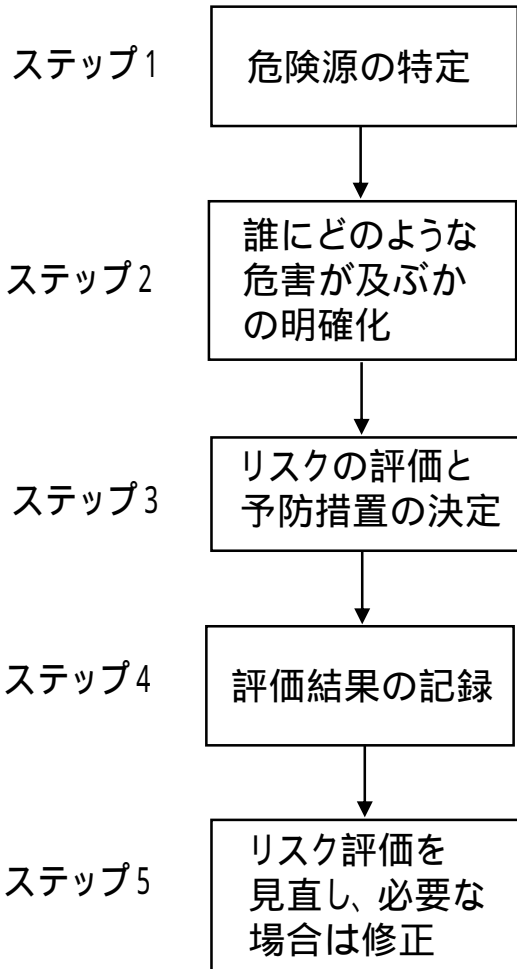 ステップ1
危険源の特定
ステップ2
誰にどのような
危害が及ぶか
の明確化
ステップ3
リスクの評価と
予防措置の決定
ステップ4
評価結果の記録
ステップ5
リスク評価を
見直し、必要な
場合は修正